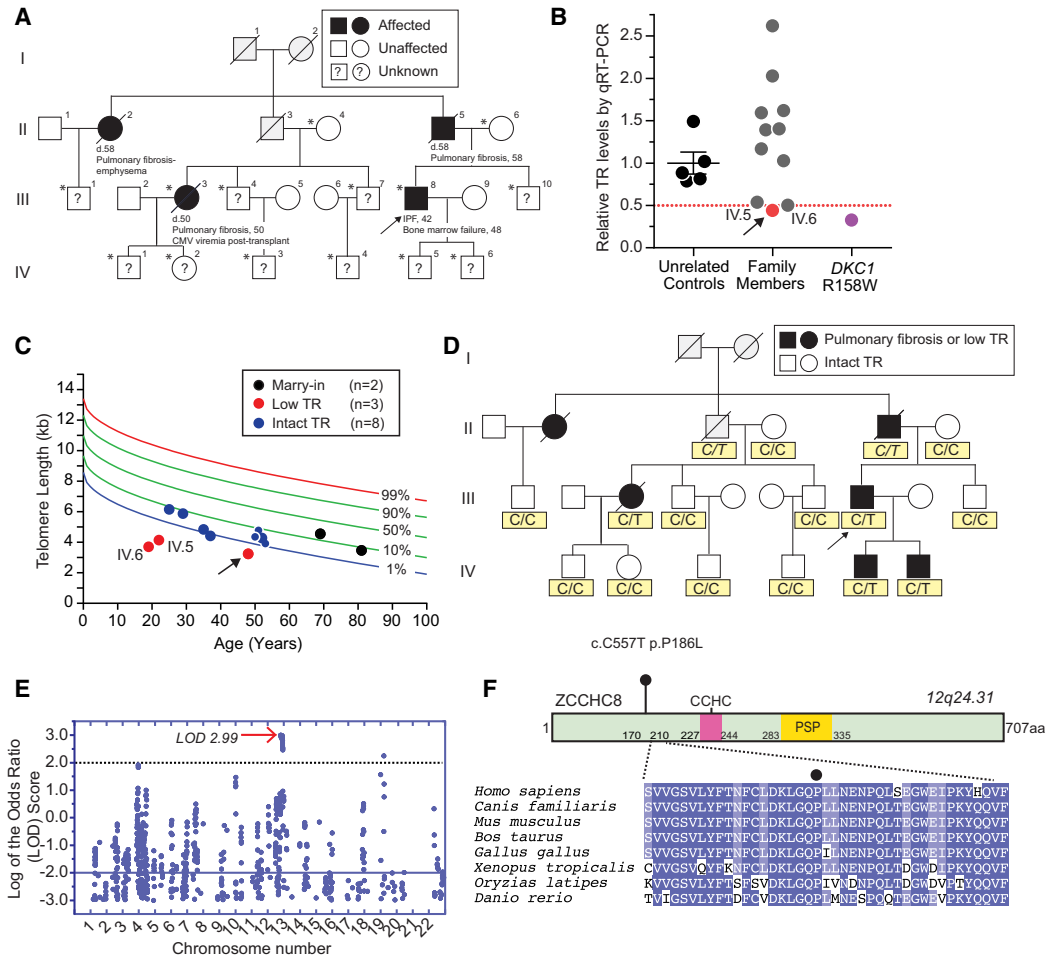 A
I
1
2
Affected
Unaffected
? ? Unknown
II
1
2
3
* 4
5
* 6
d.58
Pulmonary fibrosis-
emphysema
d.58
Pulmonary fibrosis, 58
III
* ? 1
2
* 3
* ? 4
5
6
* ? 7
* 8
9
* ? 10
d.50
Pulmonary fibrosis, 50
CMV viremia post-transplant
IPF, 42
Bone marrow failure, 48
IV
* ? 1
* ? 2
* ? 3
* ? 4
* ? 5
* ? 6
B
Relative TR levels by qRT-PCR
2.5
2.0
1.5
1.0
0.5
0.0
IV.5
IV.6
Unrelated
Controls
Family
Members
DKC1
R158W
C
Telomere Length (kb)
14
12
10
8
6
4
2
0
Marry-in (n=2)
Low TR (n=3)
Intact TR (n=8)
99%
90%
50%
10%
1%
IV.6
IV.5
0 10 20 30 40 50 60 70 80 90 100
Age (Years)
D
I
Pulmonary fibrosis or low TR
Intact TR
II
C/T
C/C
C/T
C/C
III
C/C
C/T
C/C
C/C
C/T
C/C
IV
C/C
C/C
C/C
C/C
C/T
C/T
c.C557T p.P186L
E
Log of the Odds Ratio
(LOD) Score
3.0
2.0
-1.0
0.0
-1.0
-2.0
-3.0
LOD 2.99
1 2 3 4 5 6 7 8 9 10 11 12 13 14 15 16 17 18 19 20 21 22
Chromosome number
F
ZCCHC8
CCHC
12q24.31
1
170
210
227
244
283
PSP
335
707aa
Homo sapiens SVVGSVLYFTNFCLDKLGQPLLNENPQLSEGWEIPKYHQVF
Canis familiaris SVVGSVLYFTNFCLDKLGQPLLNENPQLTEGWEIPKYQQVF
Mus musculus SVVGSVLYFTNFCLDKLGQPLLNENPQLTEGWEIPKYQQVF
Bos taurus SVVGSVLYFTNFCLDKLGQPLLNENPQLTEGWEIPKYQQVF
Gallus gallus SVVGSVLYFTNFCLDKLGQPILNENPQLTEGWEIPKYQQVF
Xenopus tropicalis CVVGSVQYFKNFCLDKLGQPLLNENPQLTDGWDIPKYQQVF
Oryzias latipes KVVGSVLYFTSFSVDKLGQPIVNDNPQLTDGWDVPTYQQVF
Danio rerio TVIGSVLYFTDFCVDKLGQPLMNESPQQTEGWEVPKYQQVF